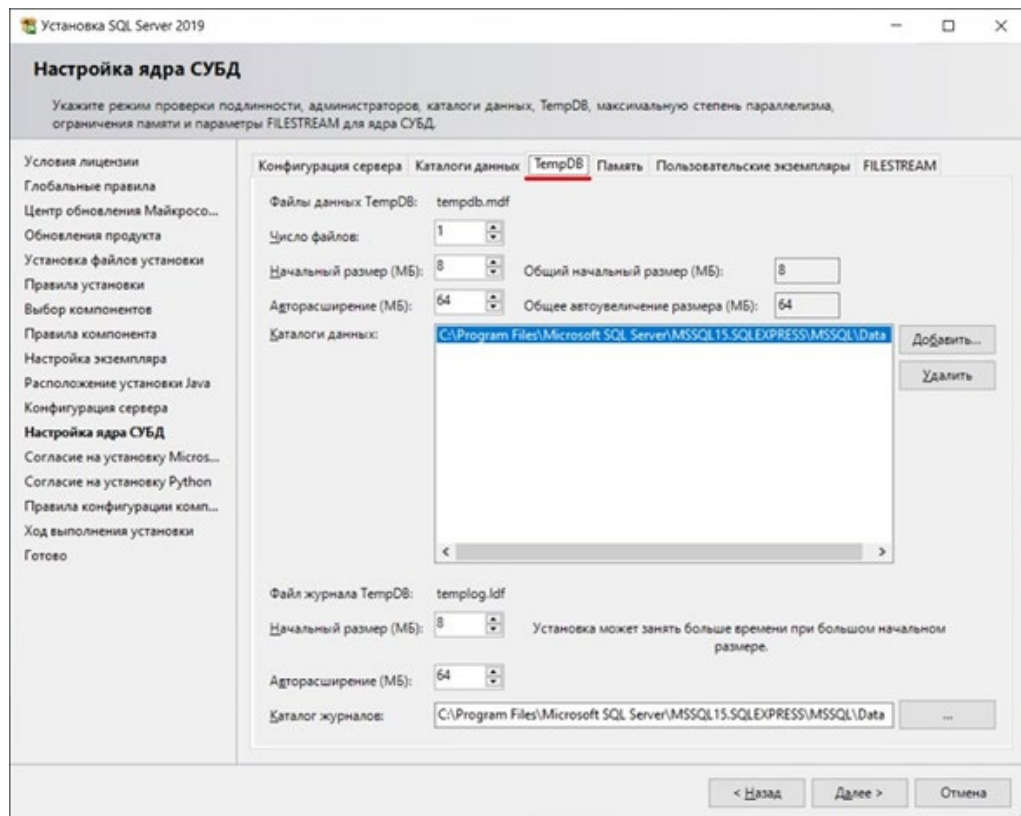 Установка SQL Server 2019
Настройка ядра СУБД
Укажите режим проверки подлинности, администраторов, каталоги данных, TempDB, максимальную степень параллелизма,
ограничения памяти и параметры FILESTREAM для ядра СУБД.
Условия лицензии
Глобальные правила
Центр обновления Майкросо...
Обновления продукта
Установка файлов установки
Правила установки
Выбор компонентов
Правила компонента
Настройка экземпляра
Расположение установки Java
Конфигурация сервера
Настройка ядра СУБД
Согласие на установку Micros...
Согласие на установку Python
Правила конфигурации комп...
Ход выполнения установки
Готово
Конфигурация сервера Каталоги данных TempDB Память Пользовательские экземпляры FILESTREAM
Файлы данных TempDB: tempdb.mdf
Число файлов: 1
Начальный размер (МБ): 8 Общий начальный размер (МБ): 8
Авторасширение (МБ): 64 Общее автоувеличение размера (МБ): 64
Каталоги данных: C:\Program Files\Microsoft SQL Server\MSSQL15.SQLEXPRESS\MSSQL\Data Добавить...
Удалить
Файл журнала TempDB: templog.ldf
Начальный размер (МБ): 8 Установка может занять больше времени при большом начальном
размере.
Авторасширение (МБ): 64
Каталог журналов: C:\Program Files\Microsoft SQL Server\MSSQL15.SQLEXPRESS\MSSQL\Data ...
< Назад Далее > Отмена